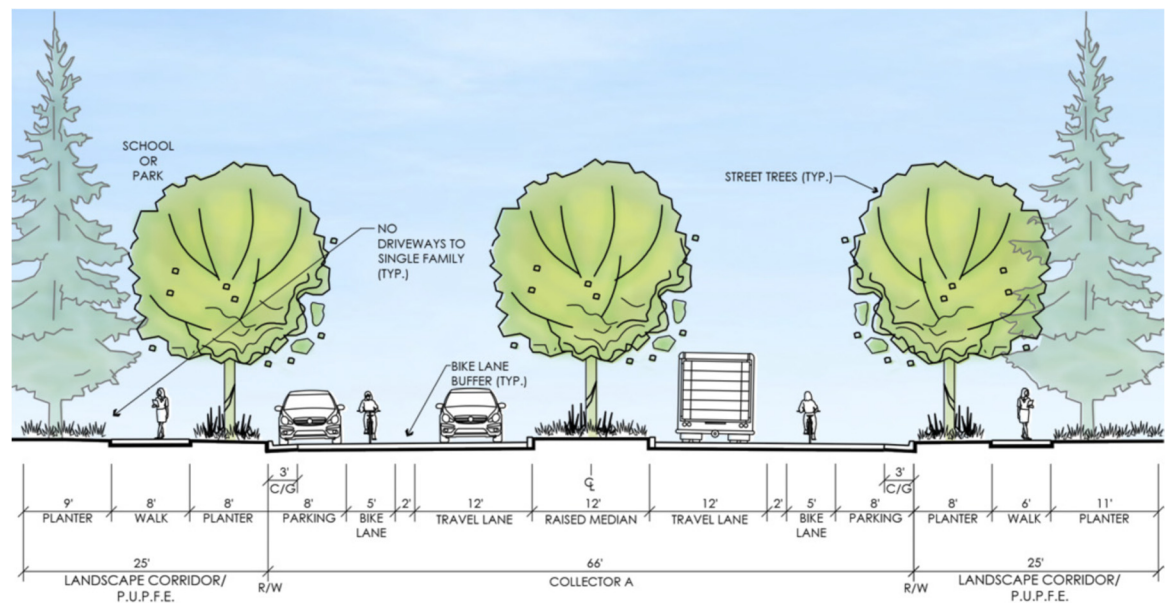 SCHOOL
OR
PARK
STREET TREES (TYP.)
NO
DRIVEWAYS TO
SINGLE FAMILY
(TYP.)
BIKE LANE
BUFFER (TYP.)
3' ℄ 3'
C/G C/G
9' 8' 8' 8' 5' 2' 12' 12' 12' 2' 5' 8' 8' 6' 11'
PLANTER WALK PLANTER PARKING BIKE TRAVEL LANE RAISED MEDIAN TRAVEL LANE BIKE PARKING PLANTER WALK PLANTER
LANE LANE
25' 66' 25'
LANDSCAPE CORRIDOR/ R/W COLLECTOR A R/W LANDSCAPE CORRIDOR/
P.U.P.F.E. P.U.P.F.E.